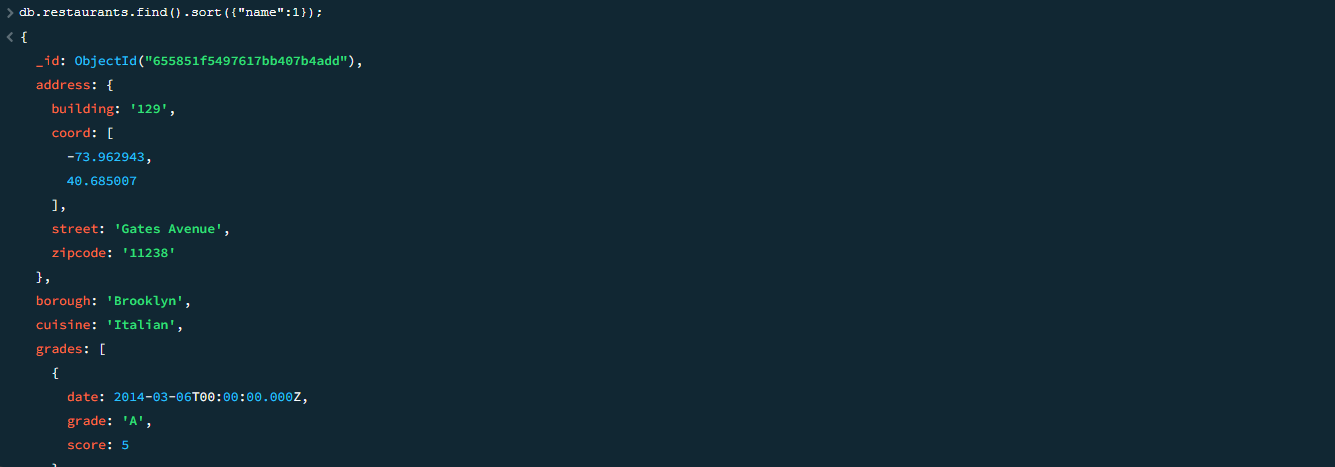 > db.restaurants.find().sort({"name":1});
< {
_id: ObjectId("655851f5497617bb407b4add"),
address: {
building: '129',
coord: [
-73.962943,
40.685007
],
street: 'Gates Avenue',
zipcode: '11238'
},
borough: 'Brooklyn',
cuisine: 'Italian',
grades: [
{
date: 2014-03-06T00:00:00.000Z,
grade: 'A',
score: 5